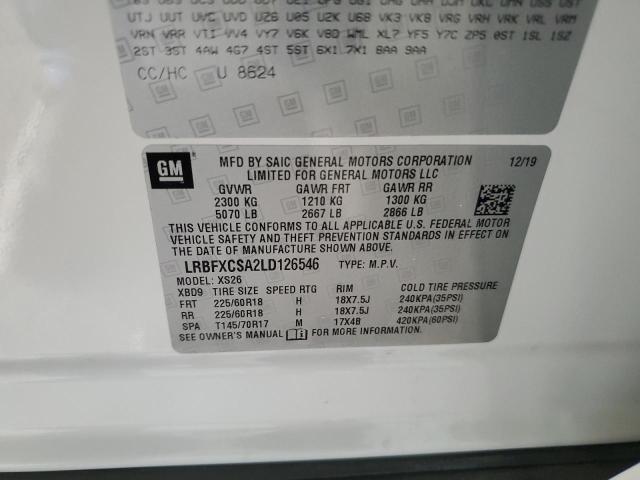 UTJ UUT UVC UVD UZ6 U05 U2K U68 VK3 VK8 VRG VRH VRK VRL VRM
VRN VRR VTI VV4 VY7 V6K V8D WML XL7 YF5 Y7C ZP5 0ST 1SL 1SZ
2ST 3ST 4AW 4G7 4ST 5ST 6X1 7X1 8AA 9AA
CC/HC U 8624
GM
MFD BY SAIC GENERAL MOTORS CORPORATION 12/19
LIMITED FOR GENERAL MOTORS LLC
GVWR GAWR FRT GAWR RR
2300 KG 1210 KG 1300 KG
5070 LB 2667 LB 2866 LB
THIS VEHICLE CONFORMS TO ALL APPLICABLE U.S. FEDERAL MOTOR
VEHICLE SAFETY AND THEFT PREVENTION STANDARDS IN EFFECT ON
THE DATE OF MANUFACTURE SHOWN ABOVE.
LRBFXCSA2LD126546 TYPE: M.P.V.
MODEL: XS26
XBD9 TIRE SIZE SPEED RTG RIM COLD TIRE PRESSURE
FRT 225/60R18 H 18X7.5J 240KPA(35PSI)
RR 225/60R18 H 18X7.5J 240KPA(35PSI)
SPA T145/70R17 M 17X4B 420KPA(60PSI)
SEE OWNER'S MANUAL FOR MORE INFORMATION.